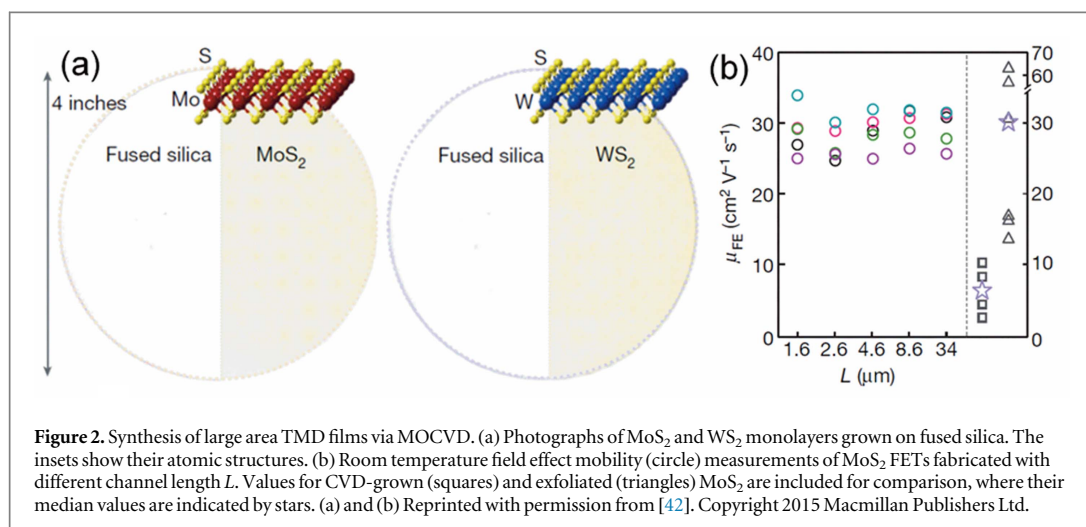 (a)
S
Mo
4 inches
Fused silica
MoS₂
S
W
Fused silica
WS₂
(b)
40
30
20
10
0
μFE (cm² V⁻¹ s⁻¹)
1.6 2.6 4.6 8.6 34
L (μm)
70
60
30
20
10
0
Figure 2. Synthesis of large area TMD films via MOCVD. (a) Photographs of MoS₂ and WS₂ monolayers grown on fused silica. The
insets show their atomic structures. (b) Room temperature field effect mobility (circle) measurements of MoS₂ FETs fabricated with
different channel length L. Values for CVD-grown (squares) and exfoliated (triangles) MoS₂ are included for comparison, where their
median values are indicated by stars. (a) and (b) Reprinted with permission from [42]. Copyright 2015 Macmillan Publishers Ltd.